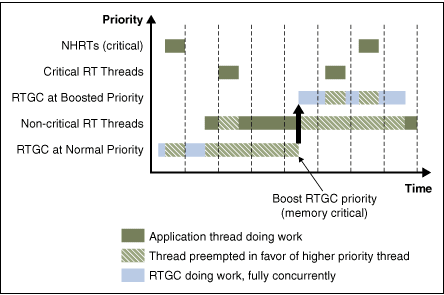 Priority
NHRTs (critical)
Critical RT Threads
RTGC at Boosted Priority
Non-critical RT Threads
RTGC at Normal Priority
Time
Boost RTGC priority
(memory critical)
Application thread doing work
Thread preempted in favor of higher priority thread
RTGC doing work, fully concurrently